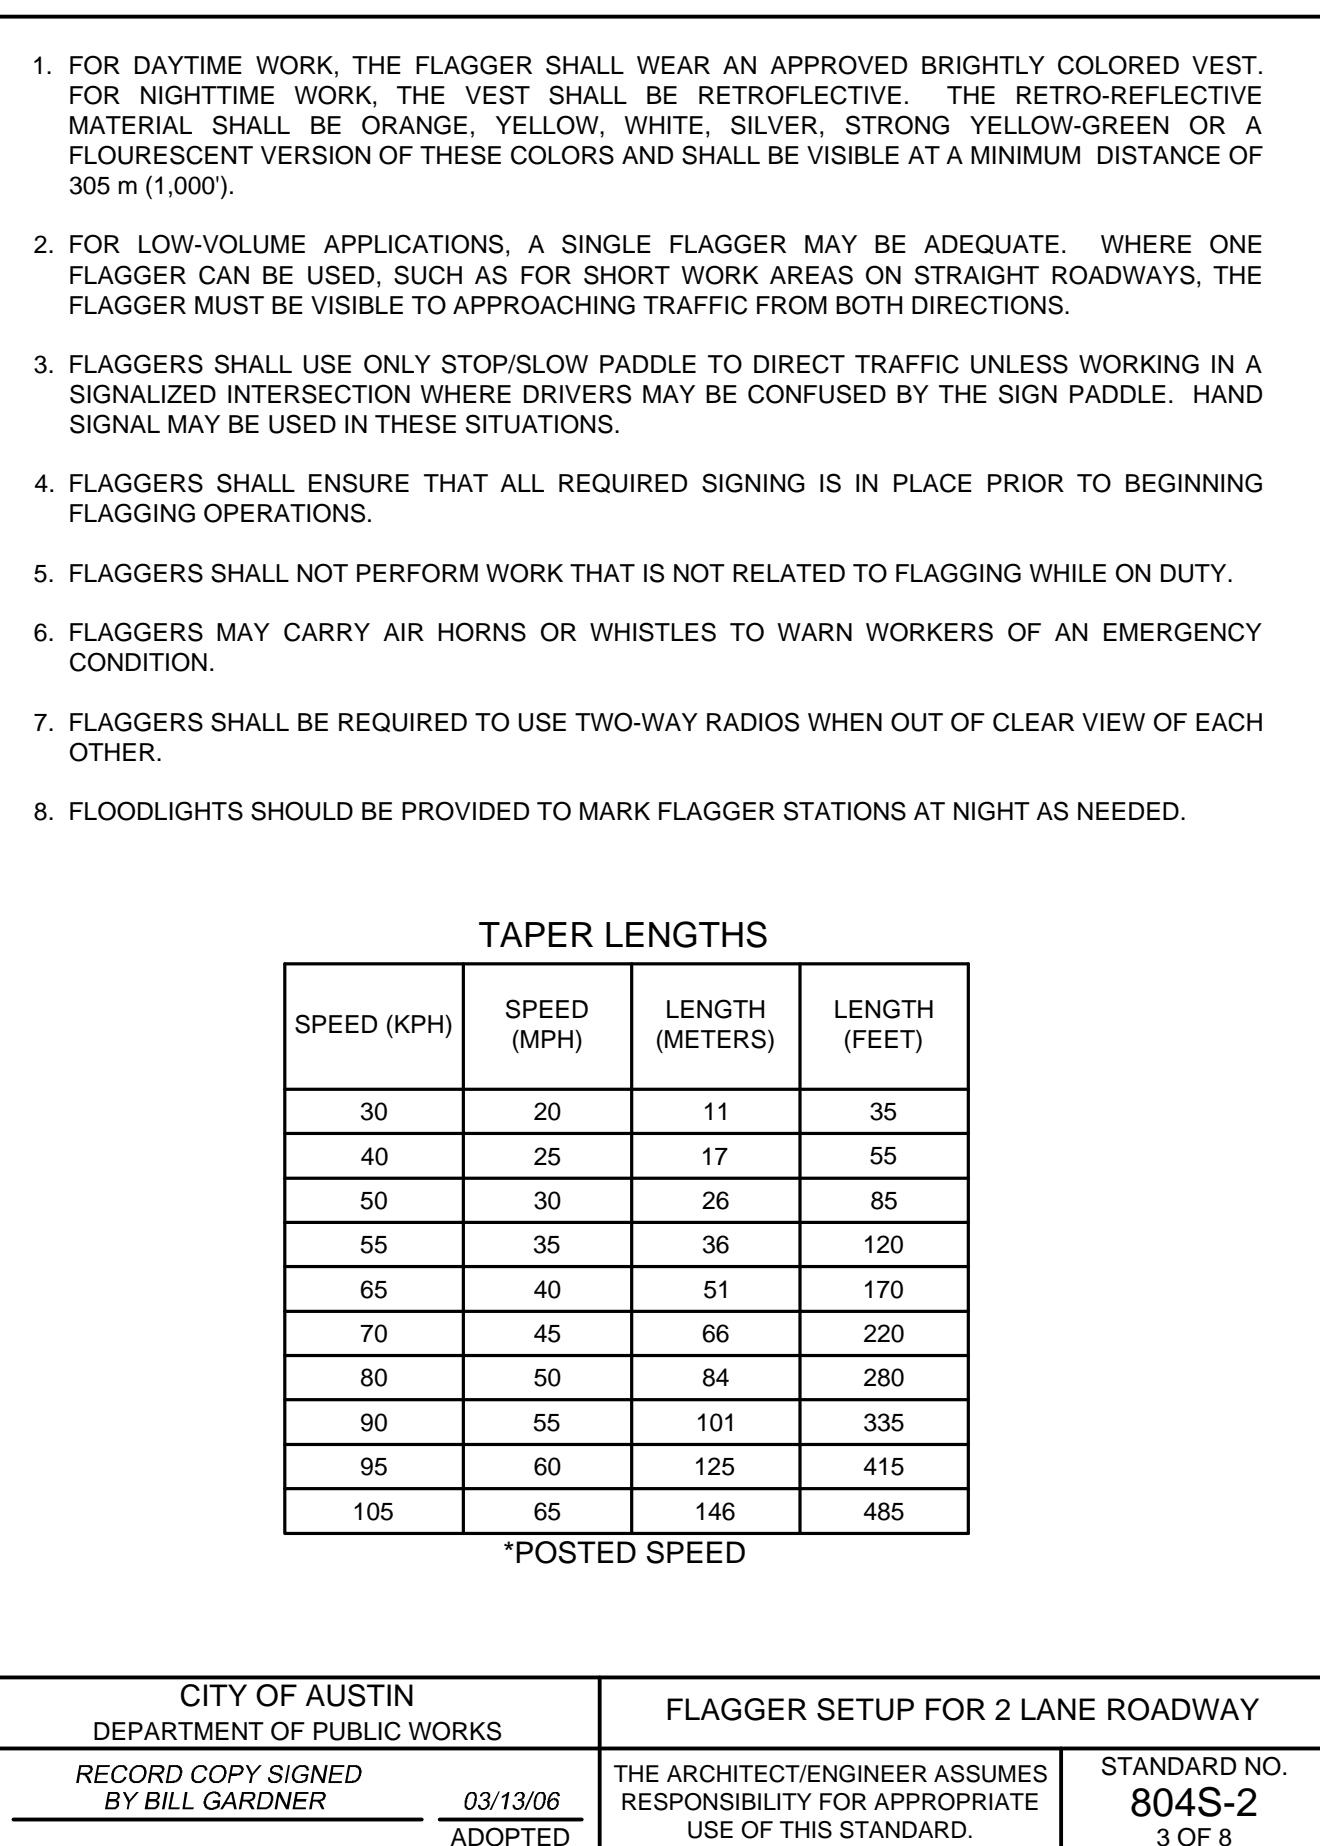 1. FOR DAYTIME WORK, THE FLAGGER SHALL WEAR AN APPROVED BRIGHTLY COLORED VEST.
FOR NIGHTTIME WORK, THE VEST SHALL BE RETROFLECTIVE. THE RETRO-REFLECTIVE
MATERIAL SHALL BE ORANGE, YELLOW, WHITE, SILVER, STRONG YELLOW-GREEN OR A
FLOURESCENT VERSION OF THESE COLORS AND SHALL BE VISIBLE AT A MINIMUM DISTANCE OF
305 m (1,000').
2. FOR LOW-VOLUME APPLICATIONS, A SINGLE FLAGGER MAY BE ADEQUATE. WHERE ONE
FLAGGER CAN BE USED, SUCH AS FOR SHORT WORK AREAS ON STRAIGHT ROADWAYS, THE
FLAGGER MUST BE VISIBLE TO APPROACHING TRAFFIC FROM BOTH DIRECTIONS.
3. FLAGGERS SHALL USE ONLY STOP/SLOW PADDLE TO DIRECT TRAFFIC UNLESS WORKING IN A
SIGNALIZED INTERSECTION WHERE DRIVERS MAY BE CONFUSED BY THE SIGN PADDLE. HAND
SIGNAL MAY BE USED IN THESE SITUATIONS.
4. FLAGGERS SHALL ENSURE THAT ALL REQUIRED SIGNING IS IN PLACE PRIOR TO BEGINNING
FLAGGING OPERATIONS.
5. FLAGGERS SHALL NOT PERFORM WORK THAT IS NOT RELATED TO FLAGGING WHILE ON DUTY.
6. FLAGGERS MAY CARRY AIR HORNS OR WHISTLES TO WARN WORKERS OF AN EMERGENCY
CONDITION.
7. FLAGGERS SHALL BE REQUIRED TO USE TWO-WAY RADIOS WHEN OUT OF CLEAR VIEW OF EACH
OTHER.
8. FLOODLIGHTS SHOULD BE PROVIDED TO MARK FLAGGER STATIONS AT NIGHT AS NEEDED.
TAPER LENGTHS
SPEED (KPH) SPEED (MPH) LENGTH (METERS) LENGTH (FEET)
30 20 11 35
40 25 17 55
50 30 26 85
55 35 36 120
65 40 51 170
70 45 66 220
80 50 84 280
90 55 101 335
95 60 125 415
105 65 146 485
*POSTED SPEED
CITY OF AUSTIN
DEPARTMENT OF PUBLIC WORKS
FLAGGER SETUP FOR 2 LANE ROADWAY
RECORD COPY SIGNED
BY BILL GARDNER
03/13/06
ADOPTED
THE ARCHITECT/ENGINEER ASSUMES
RESPONSIBILITY FOR APPROPRIATE
USE OF THIS STANDARD.
STANDARD NO.
804S-2
3 OF 8